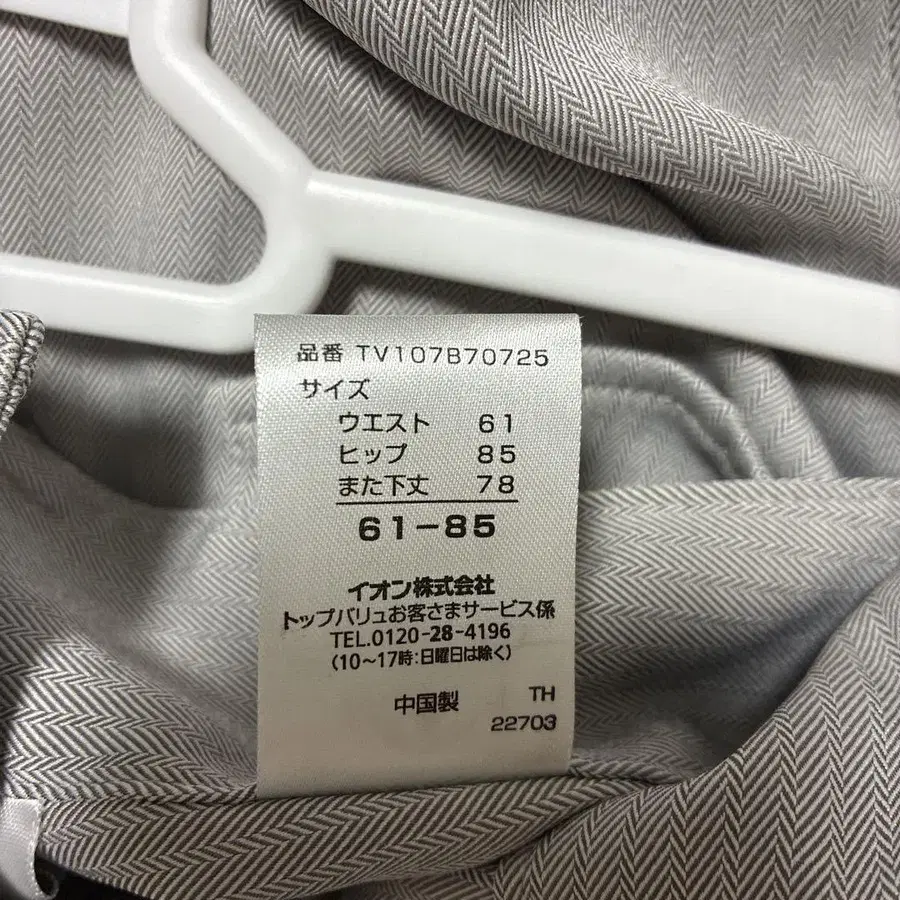 品番 TV107B70725
サイズ
ウエスト 61
ヒップ 85
また下丈 78
61-85
イオン株式会社
トップバリュお客さまサービス係
TEL.0120-28-4196
(10～17時:日曜日は除く)
中国製 TH
22703